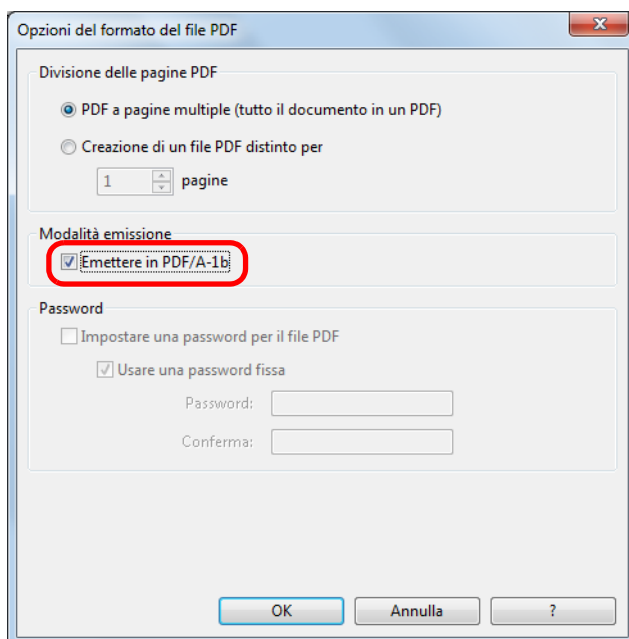 Opzioni del formato del file PDF
Divisione delle pagine PDF
PDF a pagine multiple (tutto il documento in un PDF)
Creazione di un file PDF distinto per
1 pagine
Modalità emissione
Emettere in PDF/A-1b
Password
Impostare una password per il file PDF
Usare una password fissa
Password:
Conferma:
OK Annulla ?